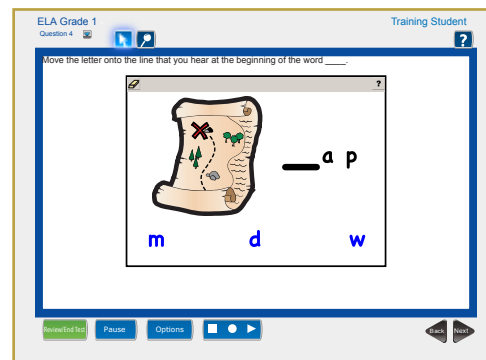 ELA Grade 1
Training Student
Question 4
?
Move the letter onto the line that you hear at the beginning of the word ____.
?
__a p
m d w
Review/End Test Pause Options Back Next